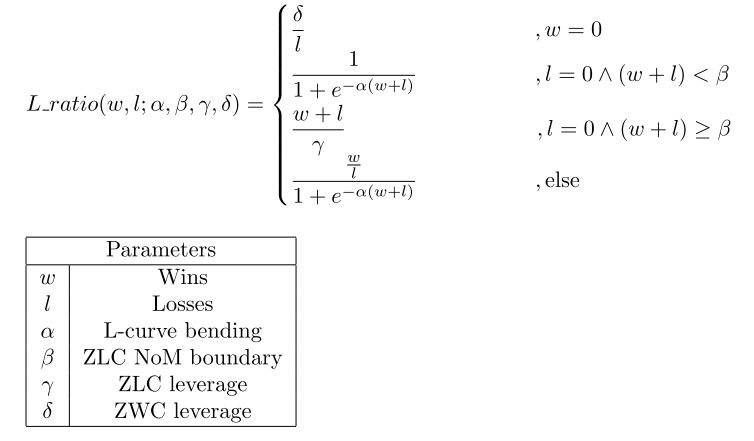 L_ratio(w, l; α, β, γ, δ) = { δ/l , w = 0
1/(1 + e^{−α(w+l)}) , l = 0 ∧ (w + l) < β
(w + l)/γ , l = 0 ∧ (w + l) ≥ β
(w/l)/(1 + e^{−α(w+l)}) , else
Parameters
w Wins
l Losses
α L-curve bending
β ZLC NoM boundary
γ ZLC leverage
δ ZWC leverage